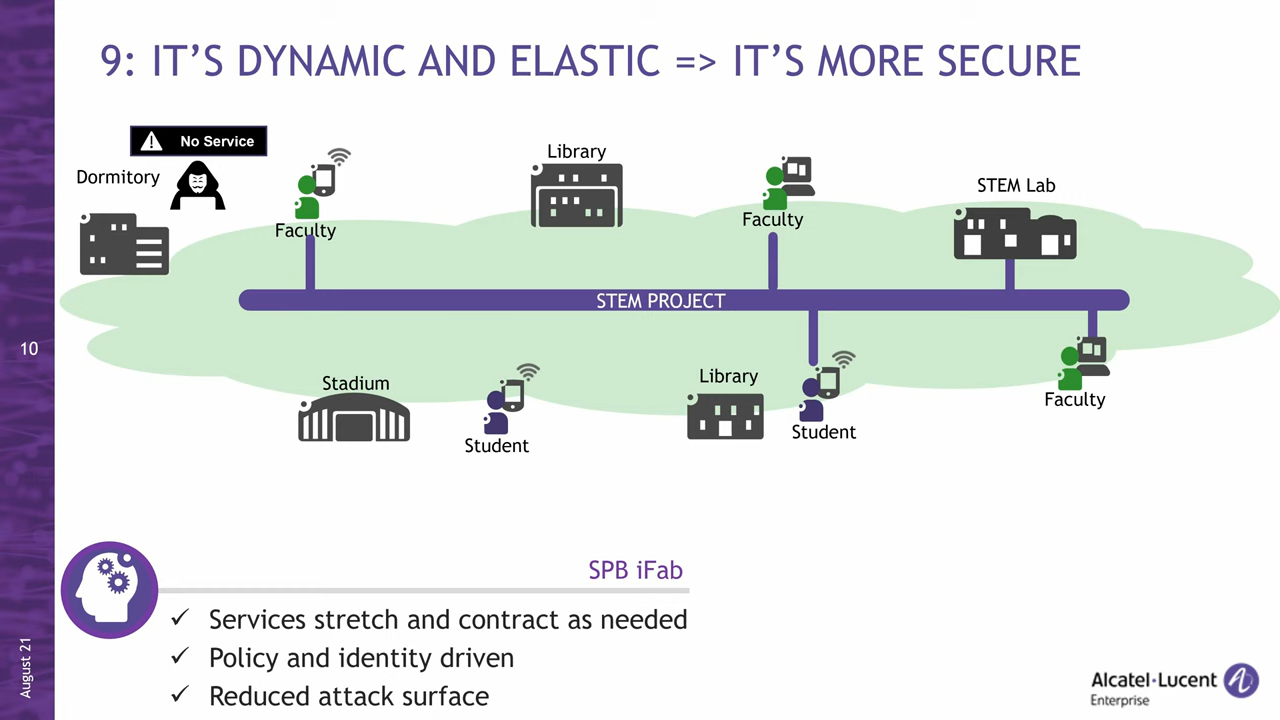 9: IT’S DYNAMIC AND ELASTIC => IT’S MORE SECURE
No Service
Dormitory
Faculty
Library
Faculty
STEM Lab
STEM PROJECT
Stadium
Student
Library
Student
Faculty
10
SPB iFab
✓ Services stretch and contract as needed
✓ Policy and identity driven
✓ Reduced attack surface
August 21
Alcatel·Lucent
Enterprise